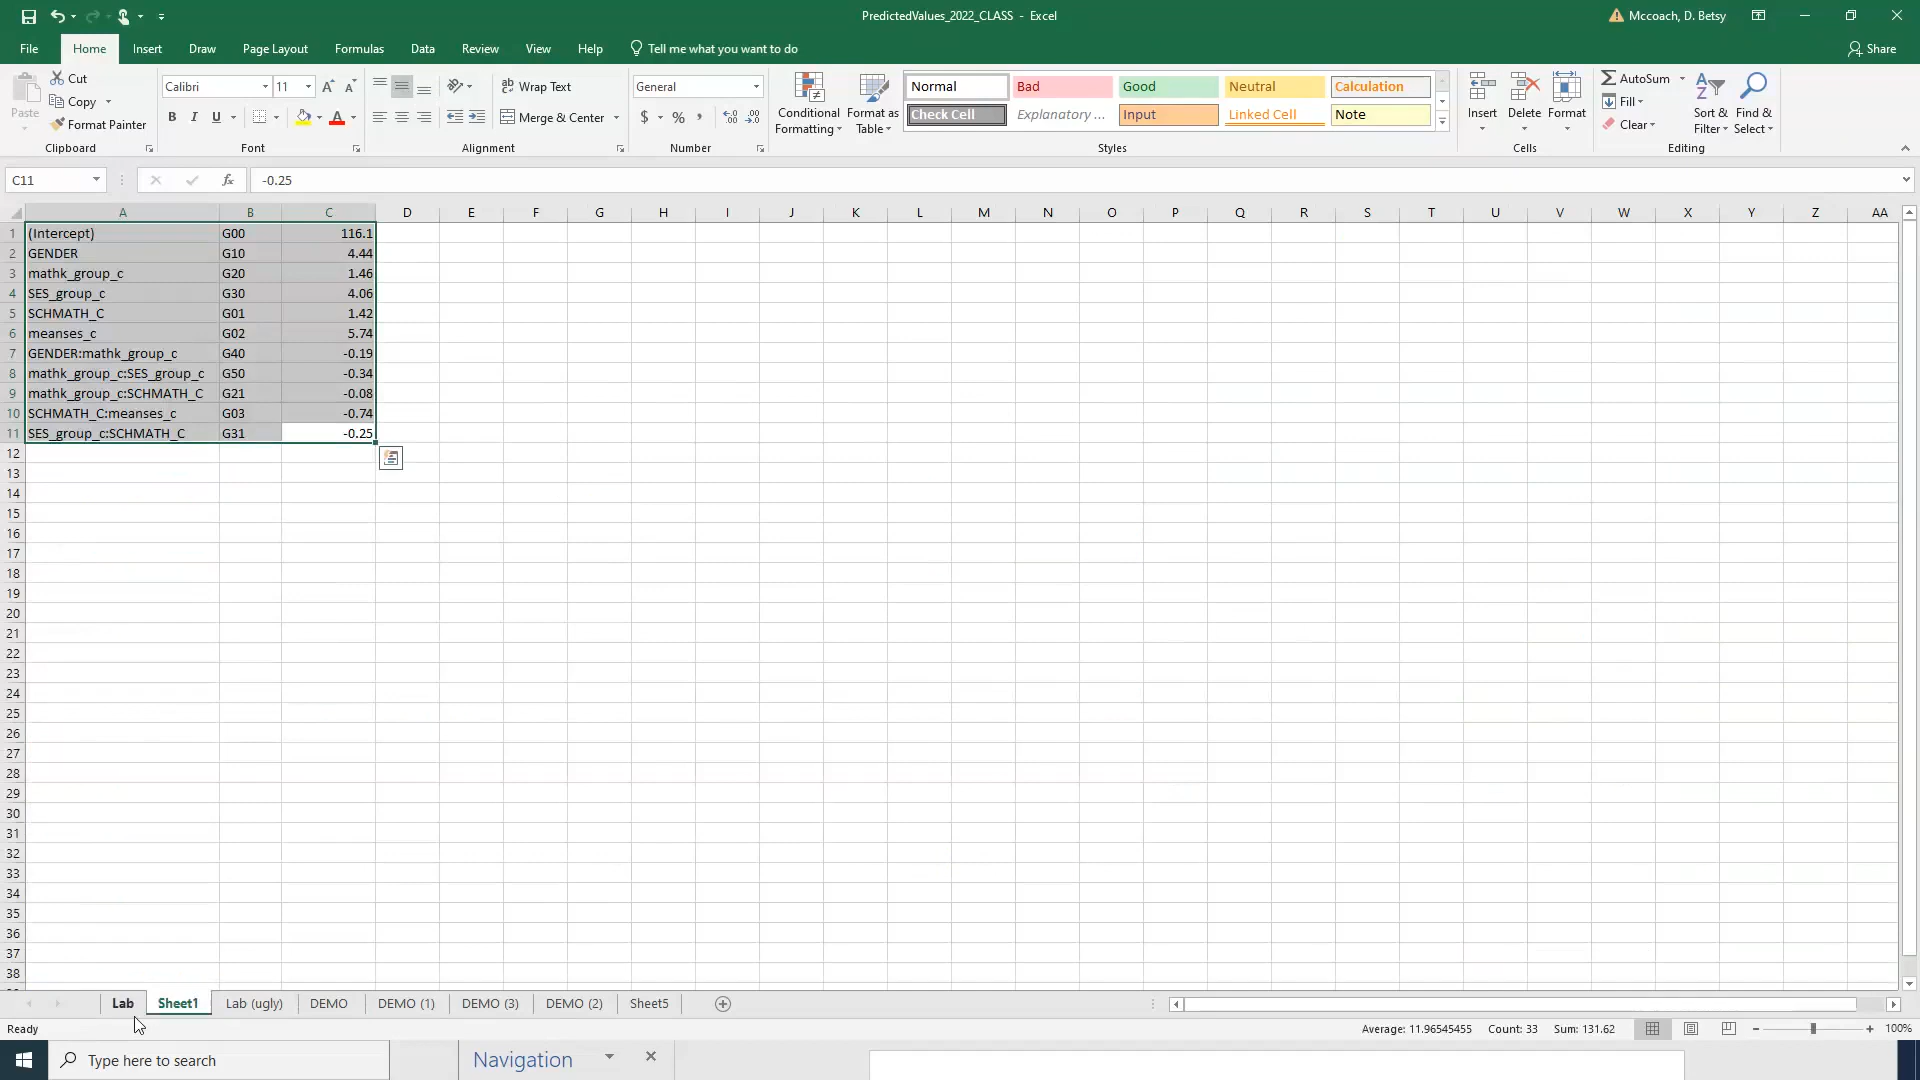 PredictedValues_2022_CLASS - Excel
Mccoach, D. Betsy
File Home Insert Draw Page Layout Formulas Data Review View Help Tell me what you want to do Share
Paste
Cut
Copy
Format Painter
Clipboard
Calibri 11
B I U
Font
Wrap Text
Merge & Center
Alignment
General
$ % ,
Number
Conditional Formatting
Format as Table
Normal Bad Good Neutral Calculation
Check Cell Explanatory ... Input Linked Cell Note
Styles
Insert Delete Format
Cells
AutoSum
Fill
Clear
Sort & Filter
Find & Select
Editing
C11 fx -0.25
A B C D E F G H I J K L M N O P Q R S T U V W X Y Z AA
1 (Intercept) G00 116.1
2 GENDER G10 4.44
3 mathk_group_c G20 1.46
4 SES_group_c G30 4.06
5 SCHMATH_C G01 1.42
6 meanses_c G02 5.74
7 GENDER:mathk_group_c G40 -0.19
8 mathk_group_c:SES_group_c G50 -0.34
9 mathk_group_c:SCHMATH_C G21 -0.08
10 SCHMATH_C:meanses_c G03 -0.74
11 SES_group_c:SCHMATH_C G31 -0.25
12
13
14
15
16
17
18
19
20
21
22
23
24
25
26
27
28
29
30
31
32
33
34
35
36
37
38
Lab Sheet1 Lab (ugly) DEMO DEMO (1) DEMO (3) DEMO (2) Sheet5
Ready Average: 11.96545455 Count: 33 Sum: 131.62 100%
Type here to search
Navigation